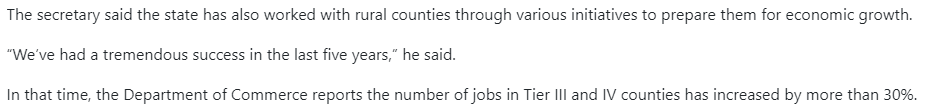 The secretary said the state has also worked with rural counties through various initiatives to prepare them for economic growth.
“We’ve had a tremendous success in the last five years,” he said.
In that time, the Department of Commerce reports the number of jobs in Tier III and IV counties has increased by more than 30%.